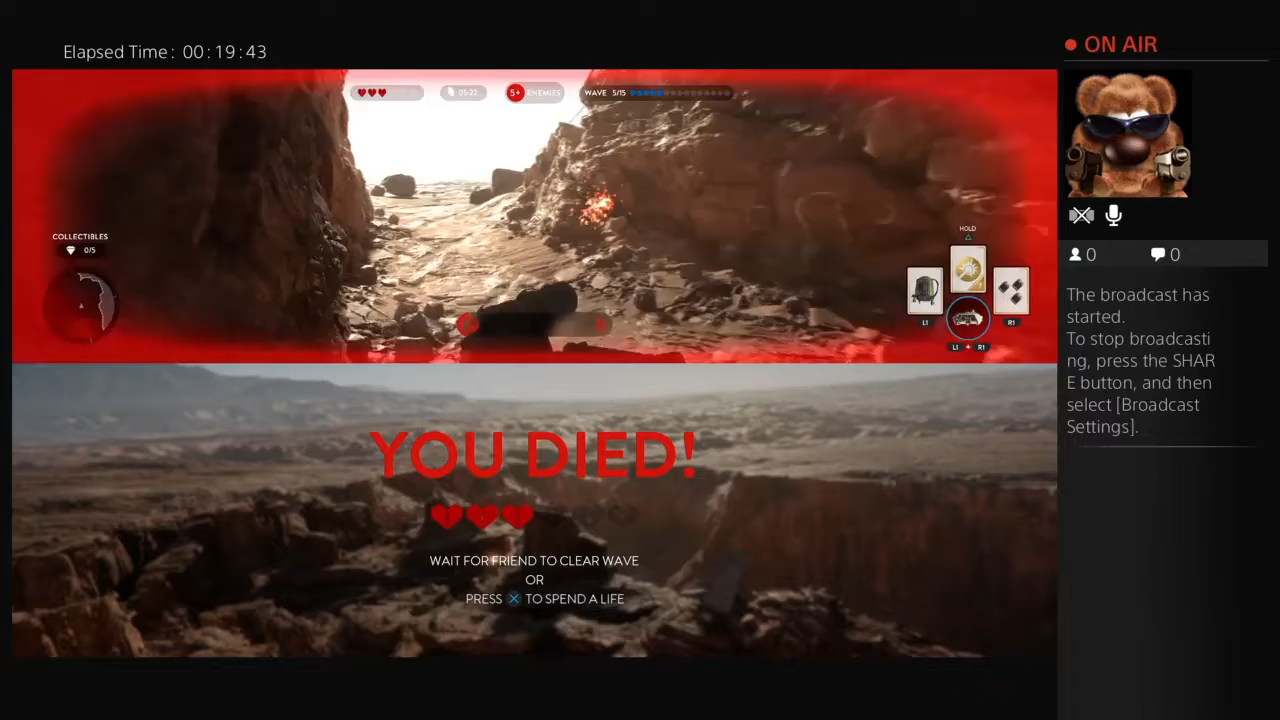 Elapsed Time: 00:19:43
ON AIR
05:22
5+ ENEMIES
WAVE 5/15
COLLECTIBLES
0/5
HOLD
L1
R1
L1 + R1
0
0
The broadcast has
started.
To stop broadcasti
ng, press the SHAR
E button, and then
select [Broadcast
Settings].
YOU DIED!
WAIT FOR FRIEND TO CLEAR WAVE
OR
PRESS X TO SPEND A LIFE